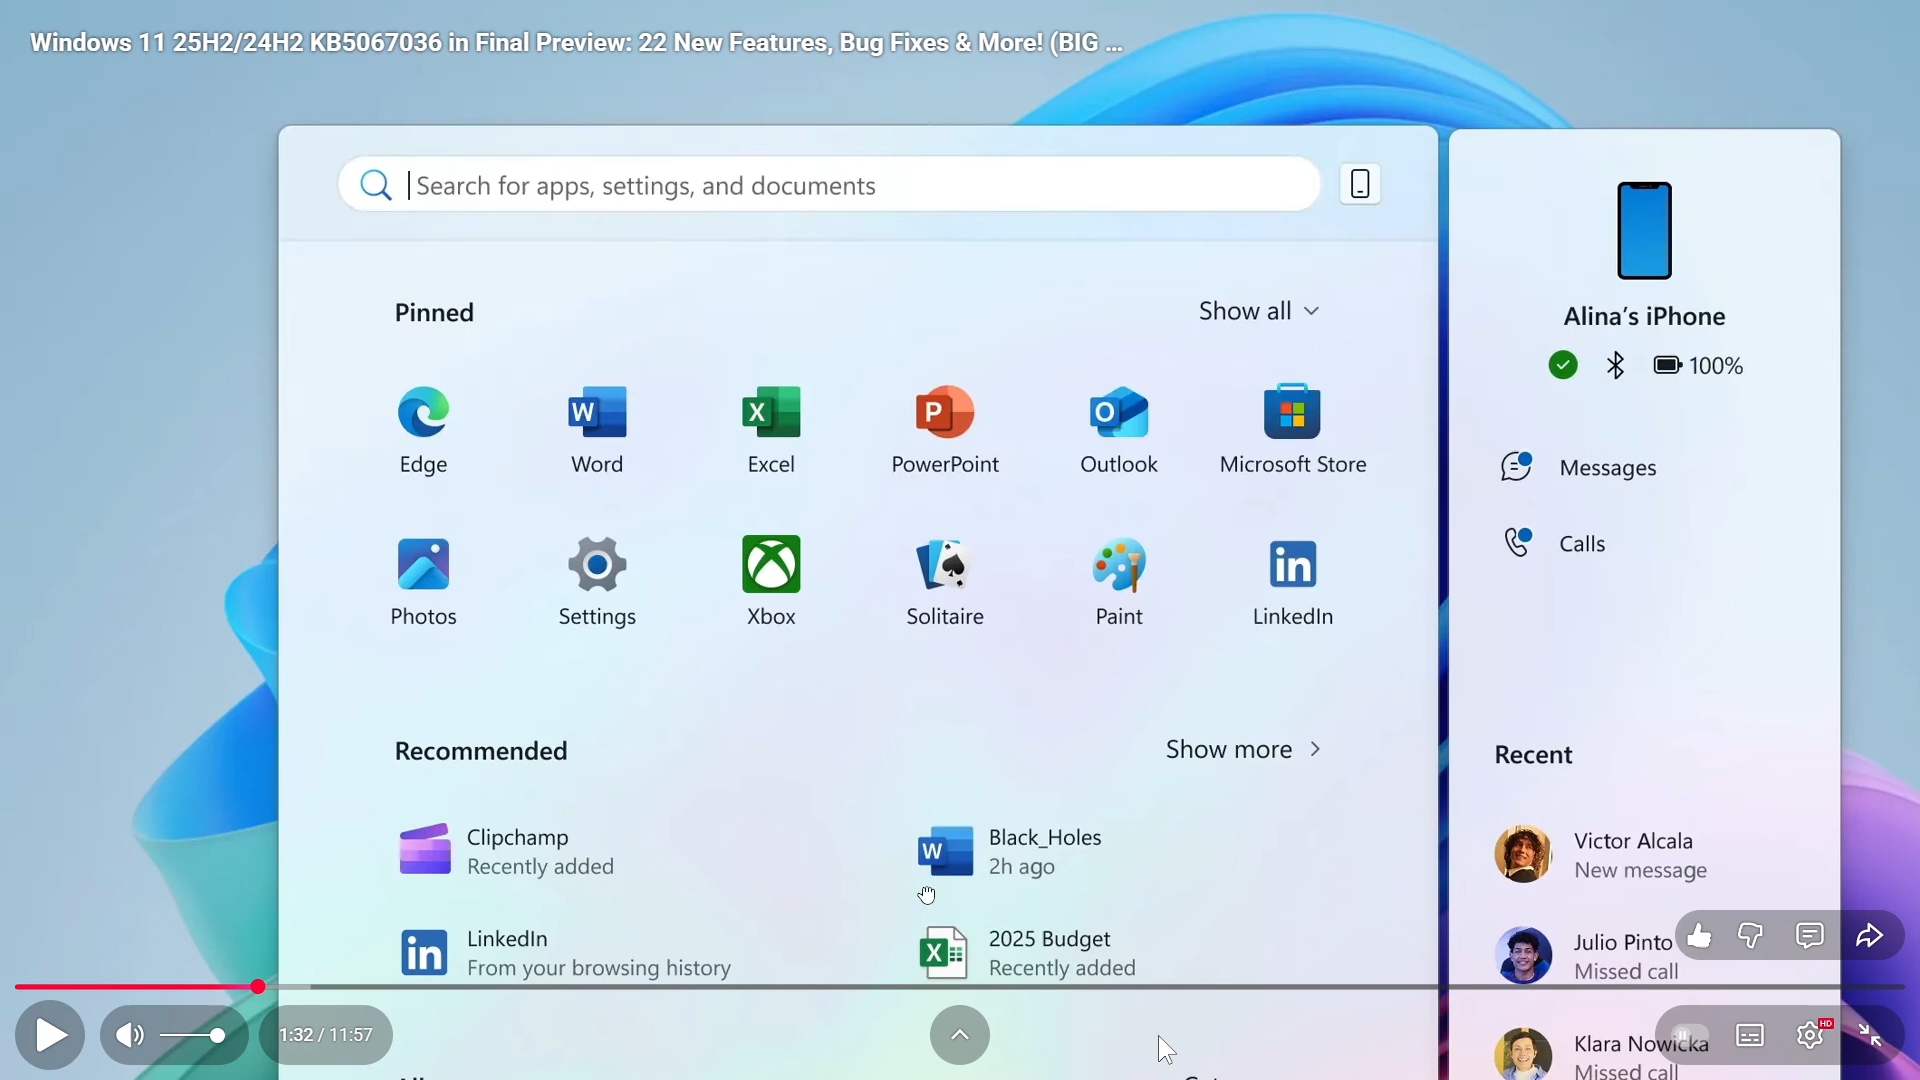 Windows 11 25H2/24H2 KB5067036 in Final Preview: 22 New Features, Bug Fixes & More! (BIG ...
Search for apps, settings, and documents
Pinned
Show all
Edge
Word
Excel
PowerPoint
Outlook
Microsoft Store
Photos
Settings
Xbox
Solitaire
Paint
LinkedIn
Recommended
Show more
Clipchamp
Recently added
Black_Holes
2h ago
LinkedIn
From your browsing history
2025 Budget
Recently added
Alina's iPhone
100%
Messages
Calls
Recent
Victor Alcala
New message
Julio Pinto
Missed call
Klara Nowicka
Missed call
1:32 / 11:57
HD